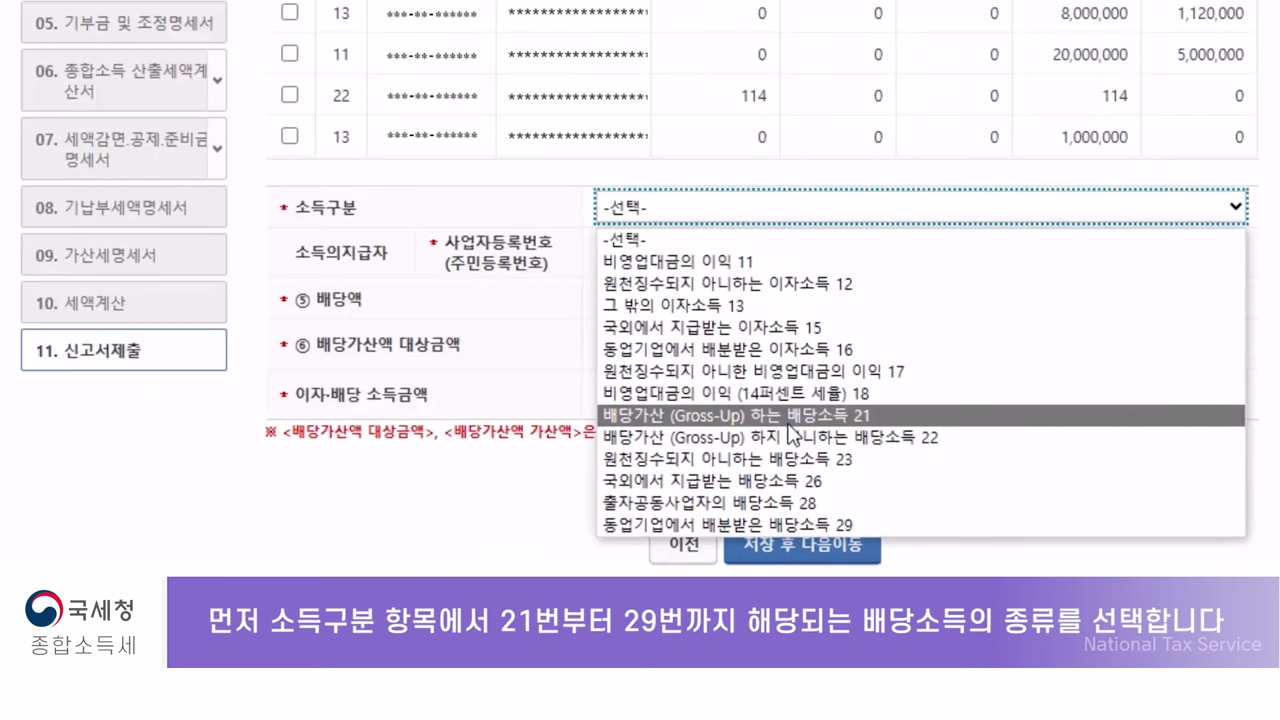 05. 기부금 및 조정명세서
06. 종합소득 산출세액계
산서
07. 세액감면.공제.준비금
명세서
08. 기납부세액명세서
09. 가산세명세서
10. 세액계산
11. 신고서제출
13 ***-**-****** ****************** 0 0 0 8,000,000 1,120,000
11 ***-**-****** ****************** 0 0 0 20,000,000 5,000,000
22 ***-**-****** ****************** 114 0 0 114 0
13 ***-**-****** ****************** 0 0 0 1,000,000 0
* 소득구분
-선택-
소득의지급자
* 사업자등록번호
(주민등록번호)
* ⑤ 배당액
* ⑥ 배당가산액 대상금액
* 이자·배당 소득금액
※ <배당가산액 대상금액>, <배당가산액 가산액>은
-선택-
비영업대금의 이익 11
원천징수되지 아니하는 이자소득 12
그 밖의 이자소득 13
국외에서 지급받는 이자소득 15
동업기업에서 배분받은 이자소득 16
원천징수되지 아니한 비영업대금의 이익 17
비영업대금의 이익 (14퍼센트 세율) 18
배당가산 (Gross-Up) 하는 배당소득 21
배당가산 (Gross-Up) 하지 아니하는 배당소득 22
원천징수되지 아니하는 배당소득 23
국외에서 지급받는 배당소득 26
출자공동사업자의 배당소득 28
동업기업에서 배분받은 배당소득 29
이전
저장 후 다음이동
국세청
종합소득세
먼저 소득구분 항목에서 21번부터 29번까지 해당되는 배당소득의 종류를 선택합니다
National Tax Service